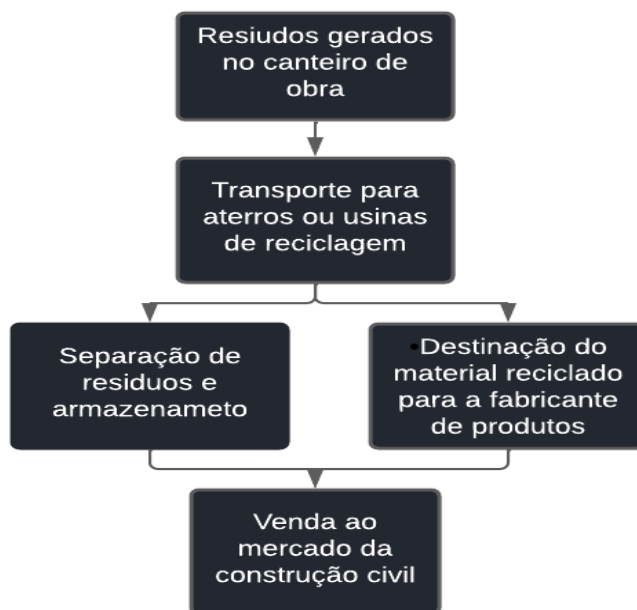 Resiudos gerados
no canteiro de
obra
Transporte para
aterros ou usinas
de reciclagem
Separação de
residuos e
armazenameto
•Destinação do
material reciclado
para a fabricante
de produtos
Venda ao
mercado da
construção civil